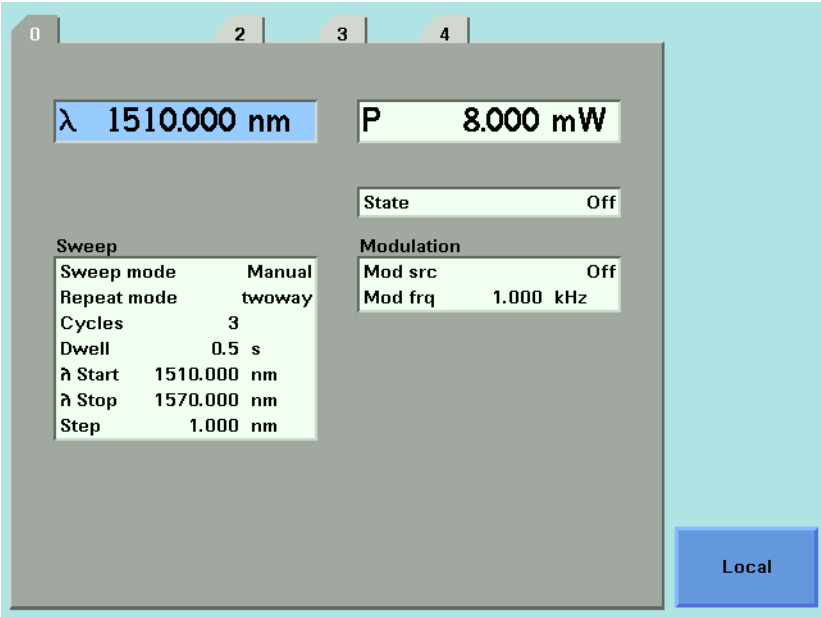 0 2 3 4
λ 1510.000 nm
P 8.000 mW
State Off
Sweep
Sweep mode Manual
Repeat mode twoway
Cycles 3
Dwell 0.5 s
λ Start 1510.000 nm
λ Stop 1570.000 nm
Step 1.000 nm
Modulation
Mod src Off
Mod frq 1.000 kHz
Local